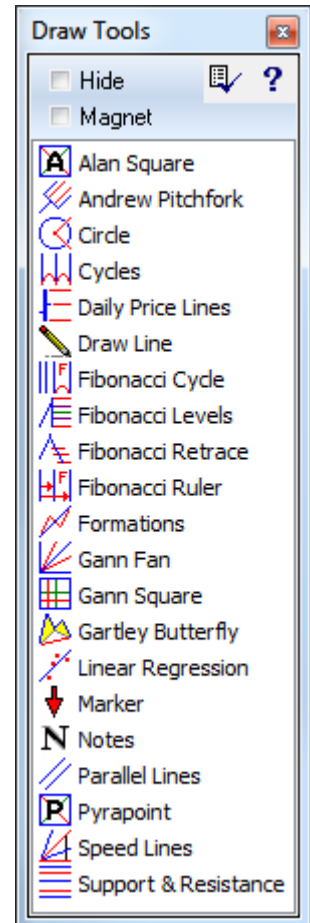 Draw Tools
Hide ?
Magnet
A Alan Square
Andrew Pitchfork
Circle
Cycles
Daily Price Lines
Draw Line
F Fibonacci Cycle
Fibonacci Levels
Fibonacci Retrace
F Fibonacci Ruler
Formations
Gann Fan
Gann Square
Gartley Butterfly
Linear Regression
Marker
N Notes
Parallel Lines
P Pyrapoint
Speed Lines
Support & Resistance